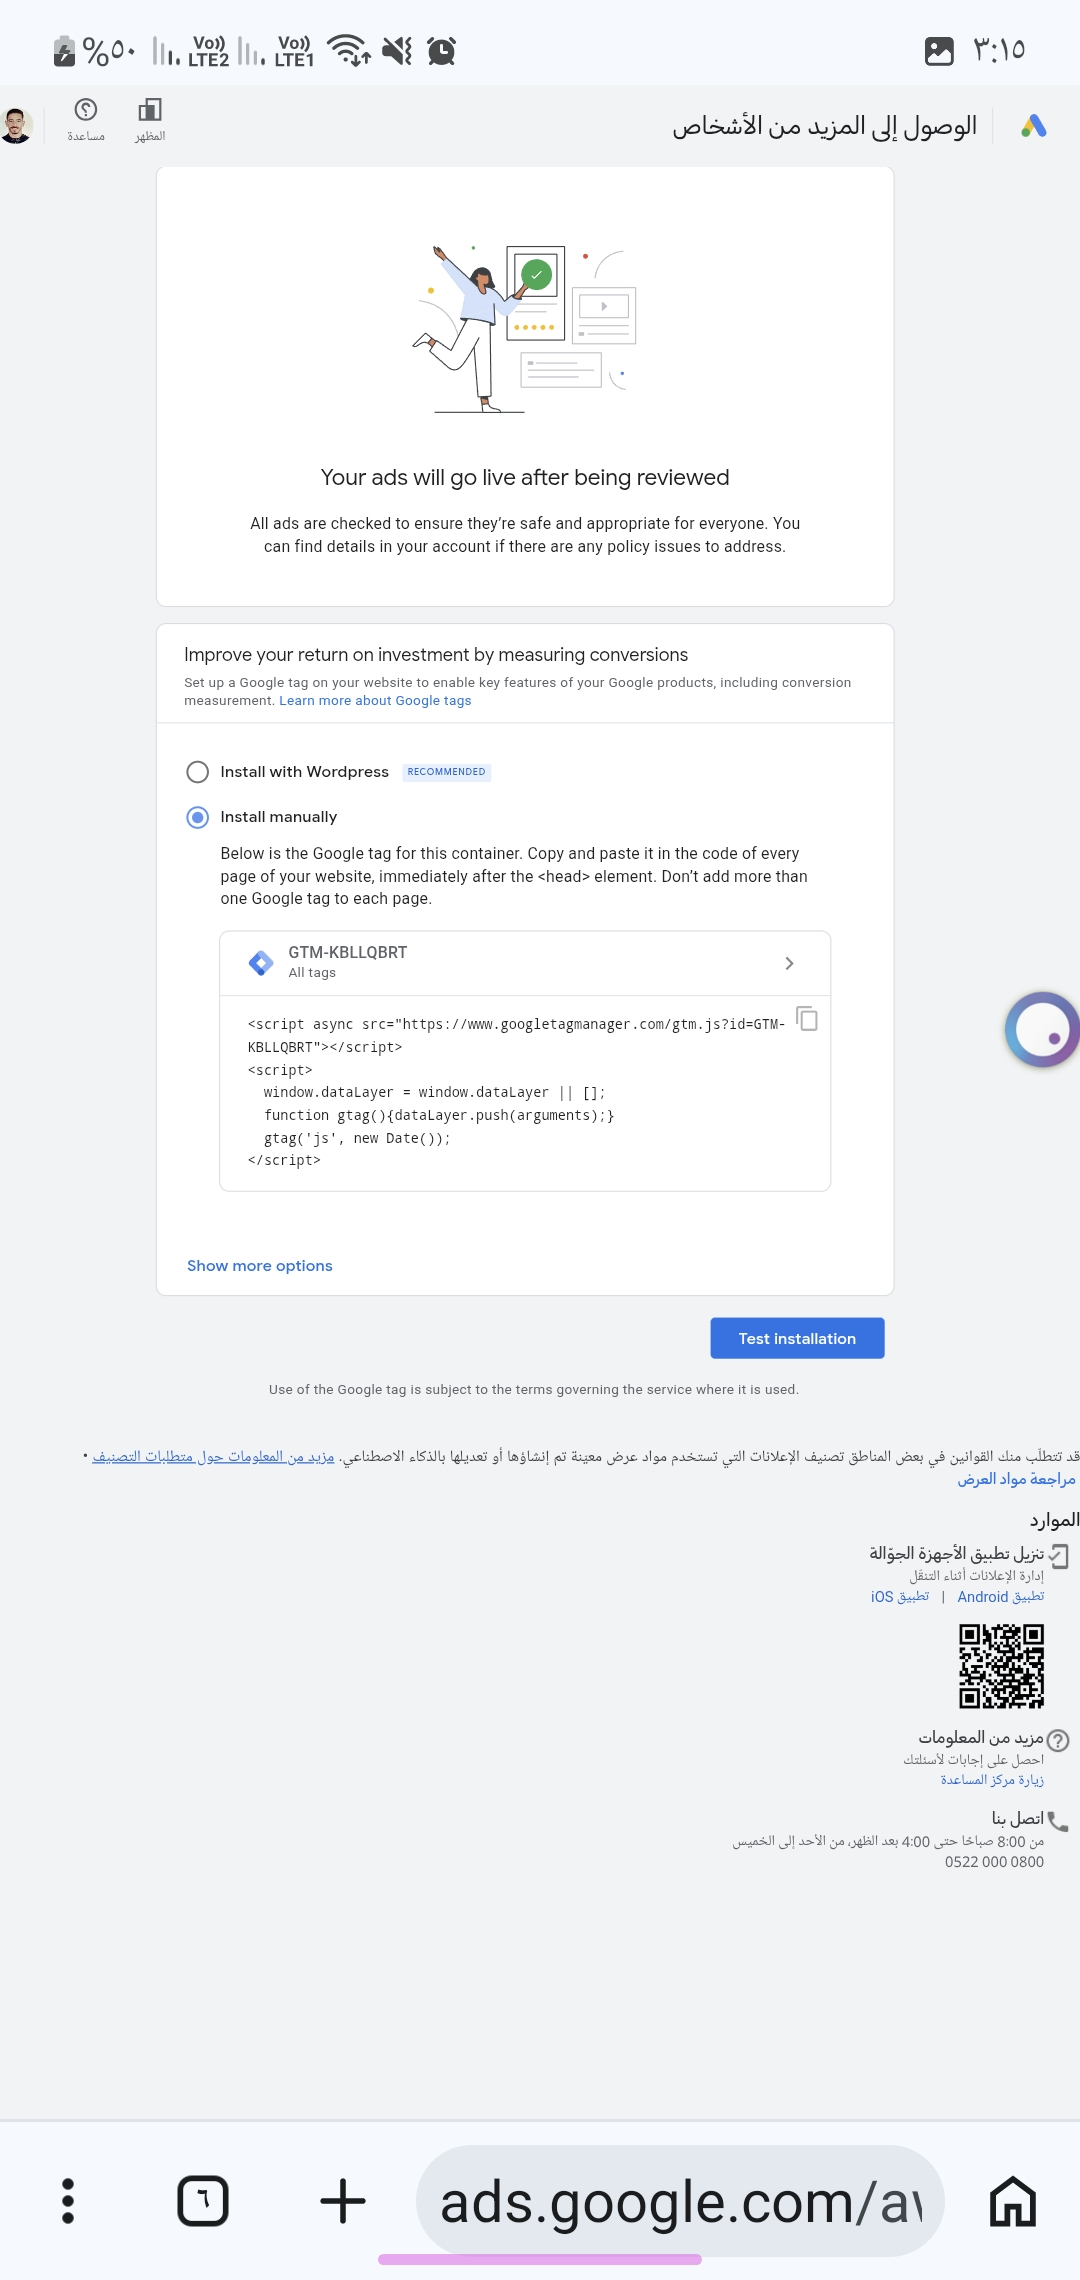 %٥٠
Vo))
LTE2
Vo))
LTE1
٣:١٥
الوصول إلى المزيد من الأشخاص
المظهر
مساعدة
Your ads will go live after being reviewed
All ads are checked to ensure they're safe and appropriate for everyone. You
can find details in your account if there are any policy issues to address.
Improve your return on investment by measuring conversions
Set up a Google tag on your website to enable key features of your Google products, including conversion
measurement. Learn more about Google tags
Install with Wordpress RECOMMENDED
Install manually
Below is the Google tag for this container. Copy and paste it in the code of every
page of your website, immediately after the <head> element. Don't add more than
one Google tag to each page.
GTM-KBLLQBRT
All tags
<script async src="https://www.googletagmanager.com/gtm.js?id=GTM-
KBLLQBRT"></script>
<script>
window.dataLayer = window.dataLayer || [];
function gtag(){dataLayer.push(arguments);}
gtag('js', new Date());
</script>
Show more options
Test installation
Use of the Google tag is subject to the terms governing the service where it is used.
قد تتطلّب منك القوانين في بعض المناطق تصنيف الإعلانات التي تستخدم مواد عرض معيّنة تم إنشاؤها أو تعديلها بالذكاء الاصطناعي. مزيد من المعلومات حول متطلبات التصنيف •
مراجعة مواد العرض
الموارد
تنزيل تطبيق الأجهزة الجوّالة
إدارة الإعلانات أثناء التنقّل
تطبيق Android | تطبيق iOS
مزيد من المعلومات
احصل على إجابات لأسئلتك
زيارة مركز المساعدة
اتصل بنا
من 8:00 صباحًا حتى 4:00 بعد الظهر، من الأحد إلى الخميس
0522 000 0800
٦
ads.google.com/aw